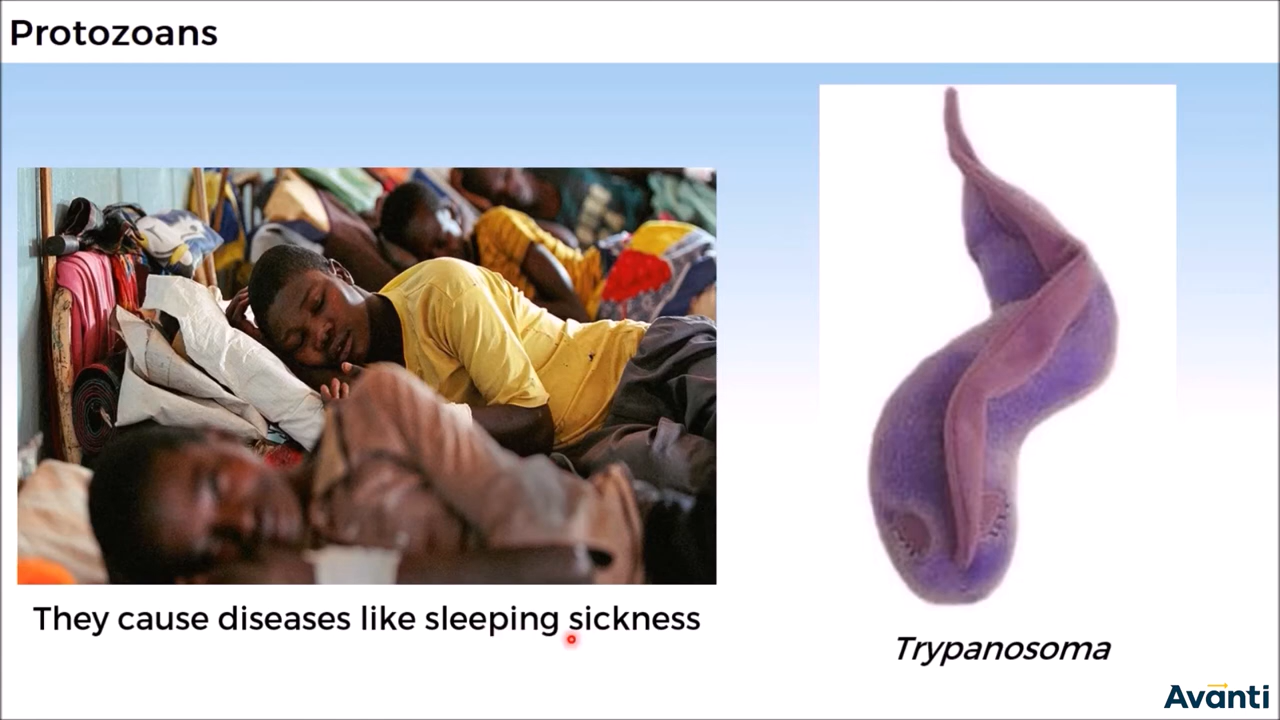 Protozoans
They cause diseases like sleeping sickness
Trypanosoma
Avanti